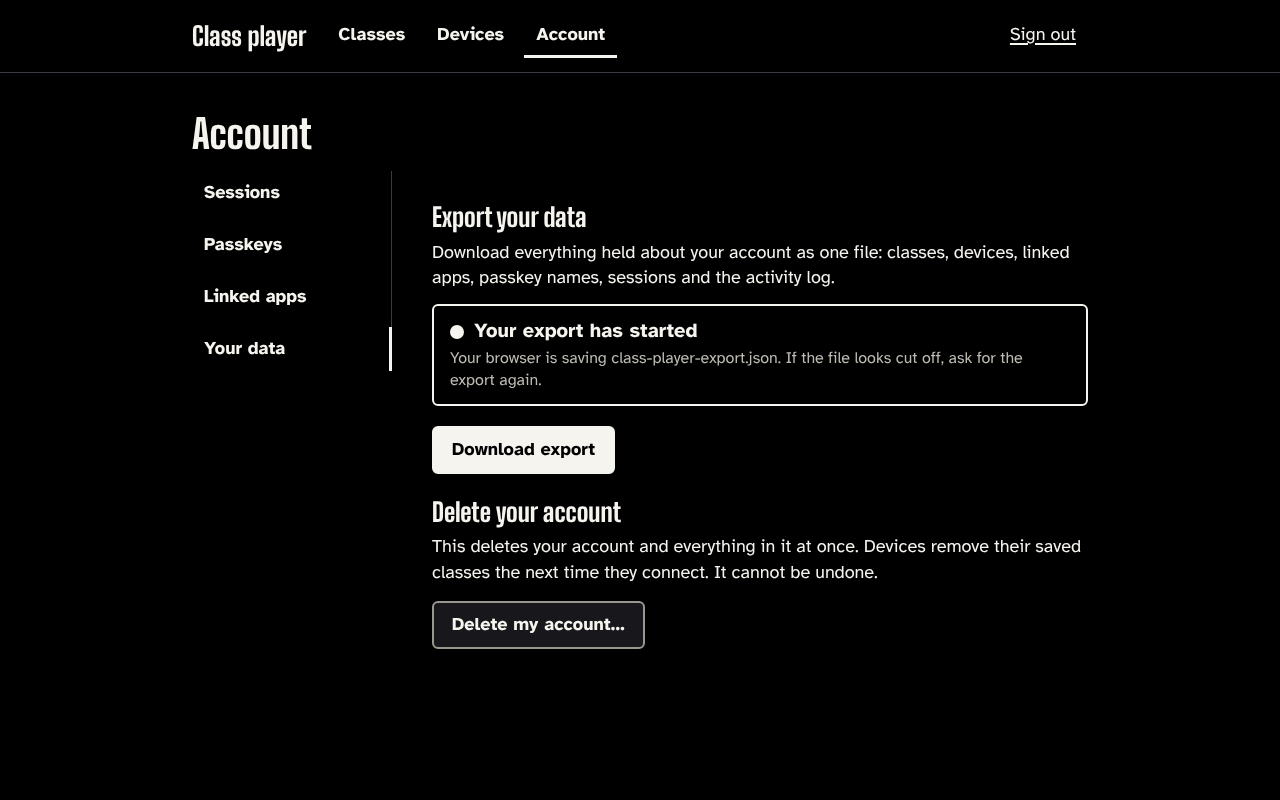 Class player
Classes
Devices
Account
Sign out
Account
Sessions
Passkeys
Linked apps
Your data
Export your data
Download everything held about your account as one file: classes, devices, linked
apps, passkey names, sessions and the activity log.
Your export has started
Your browser is saving class-player-export.json. If the file looks cut off, ask for the
export again.
Download export
Delete your account
This deletes your account and everything in it at once. Devices remove their saved
classes the next time they connect. It cannot be undone.
Delete my account...